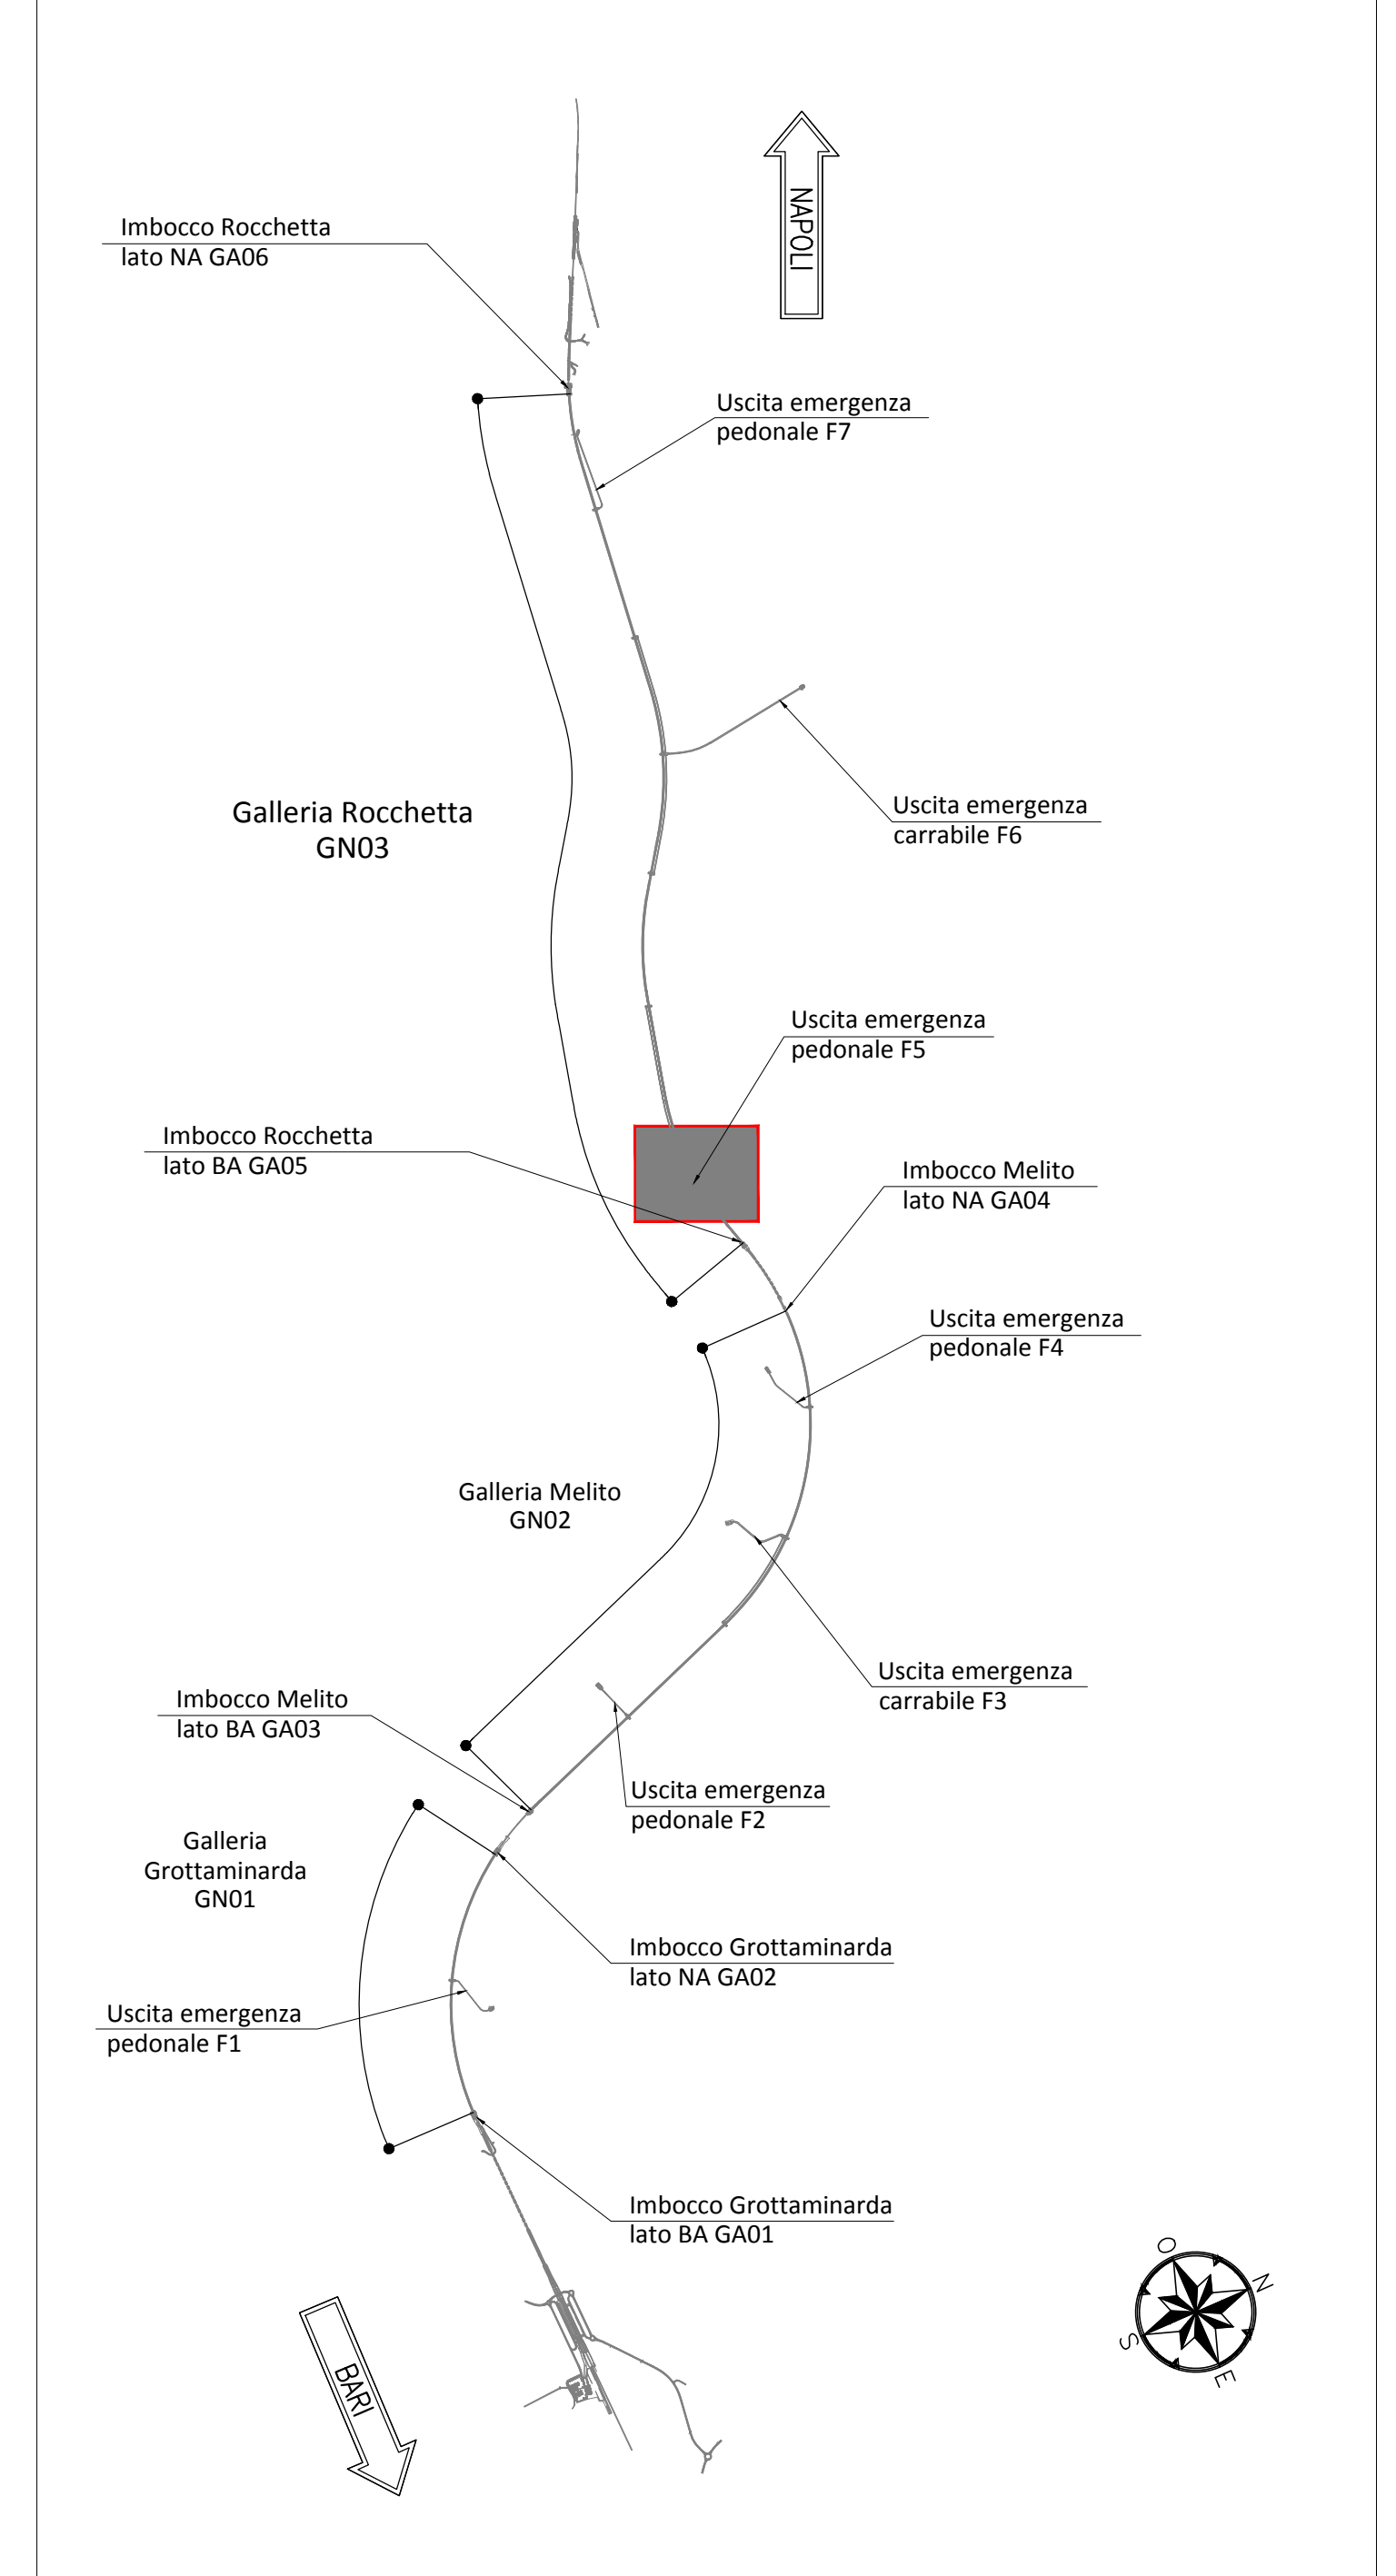 NAPOLI
Imbocco Rocchetta
lato NA GA06
Uscita emergenza
pedonale F7
Uscita emergenza
carrabile F6
Galleria Rocchetta
GN03
Uscita emergenza
pedonale F5
Imbocco Rocchetta
lato BA GA05
Imbocco Melito
lato NA GA04
Uscita emergenza
pedonale F4
Galleria Melito
GN02
Uscita emergenza
carrabile F3
Imbocco Melito
lato BA GA03
Uscita emergenza
pedonale F2
Galleria
Grottaminarda
GN01
Imbocco Grottaminarda
lato NA GA02
Uscita emergenza
pedonale F1
Imbocco Grottaminarda
lato BA GA01
O
N
S
E
BARI